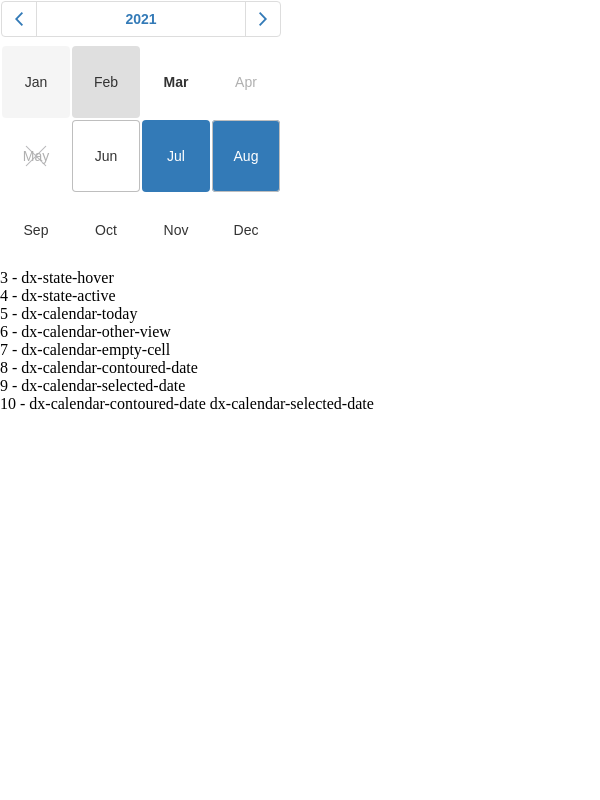 2021
Jan Feb Mar Apr
May Jun Jul Aug
Sep Oct Nov Dec
3 - dx-state-hover
4 - dx-state-active
5 - dx-calendar-today
6 - dx-calendar-other-view
7 - dx-calendar-empty-cell
8 - dx-calendar-contoured-date
9 - dx-calendar-selected-date
10 - dx-calendar-contoured-date dx-calendar-selected-date